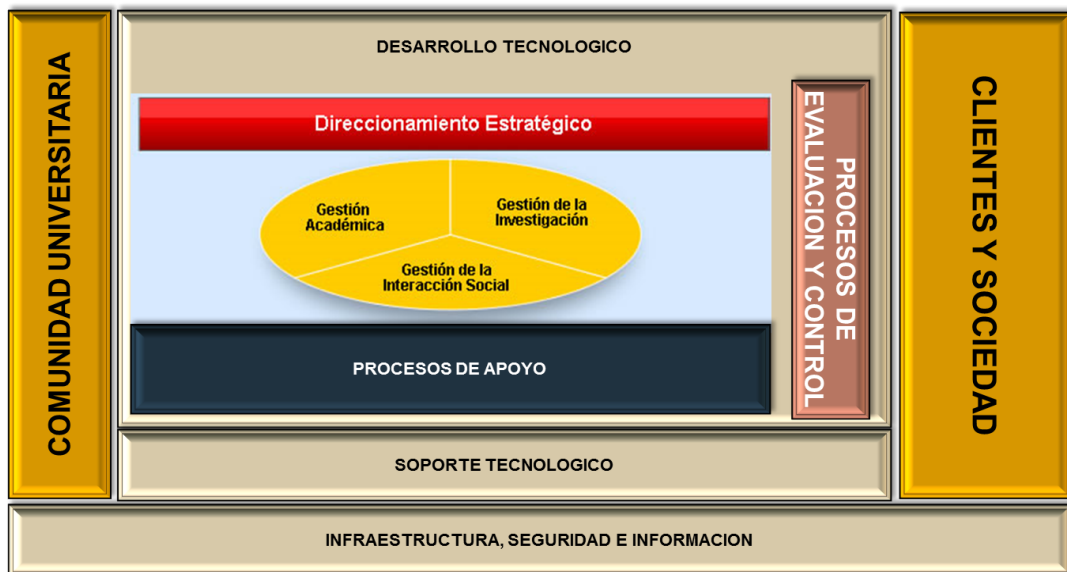 COMUNIDAD UNIVERSITARIA
DESARROLLO TECNOLOGICO
Direccionamiento Estratégico
Gestión
Académica
Gestión de la
Investigación
Gestión de la
Interacción Social
PROCESOS DE APOYO
PROCESOS DE
EVALUACION Y CONTROL
CLIENTES Y SOCIEDAD
SOPORTE TECNOLOGICO
INFRAESTRUCTURA, SEGURIDAD E INFORMACION